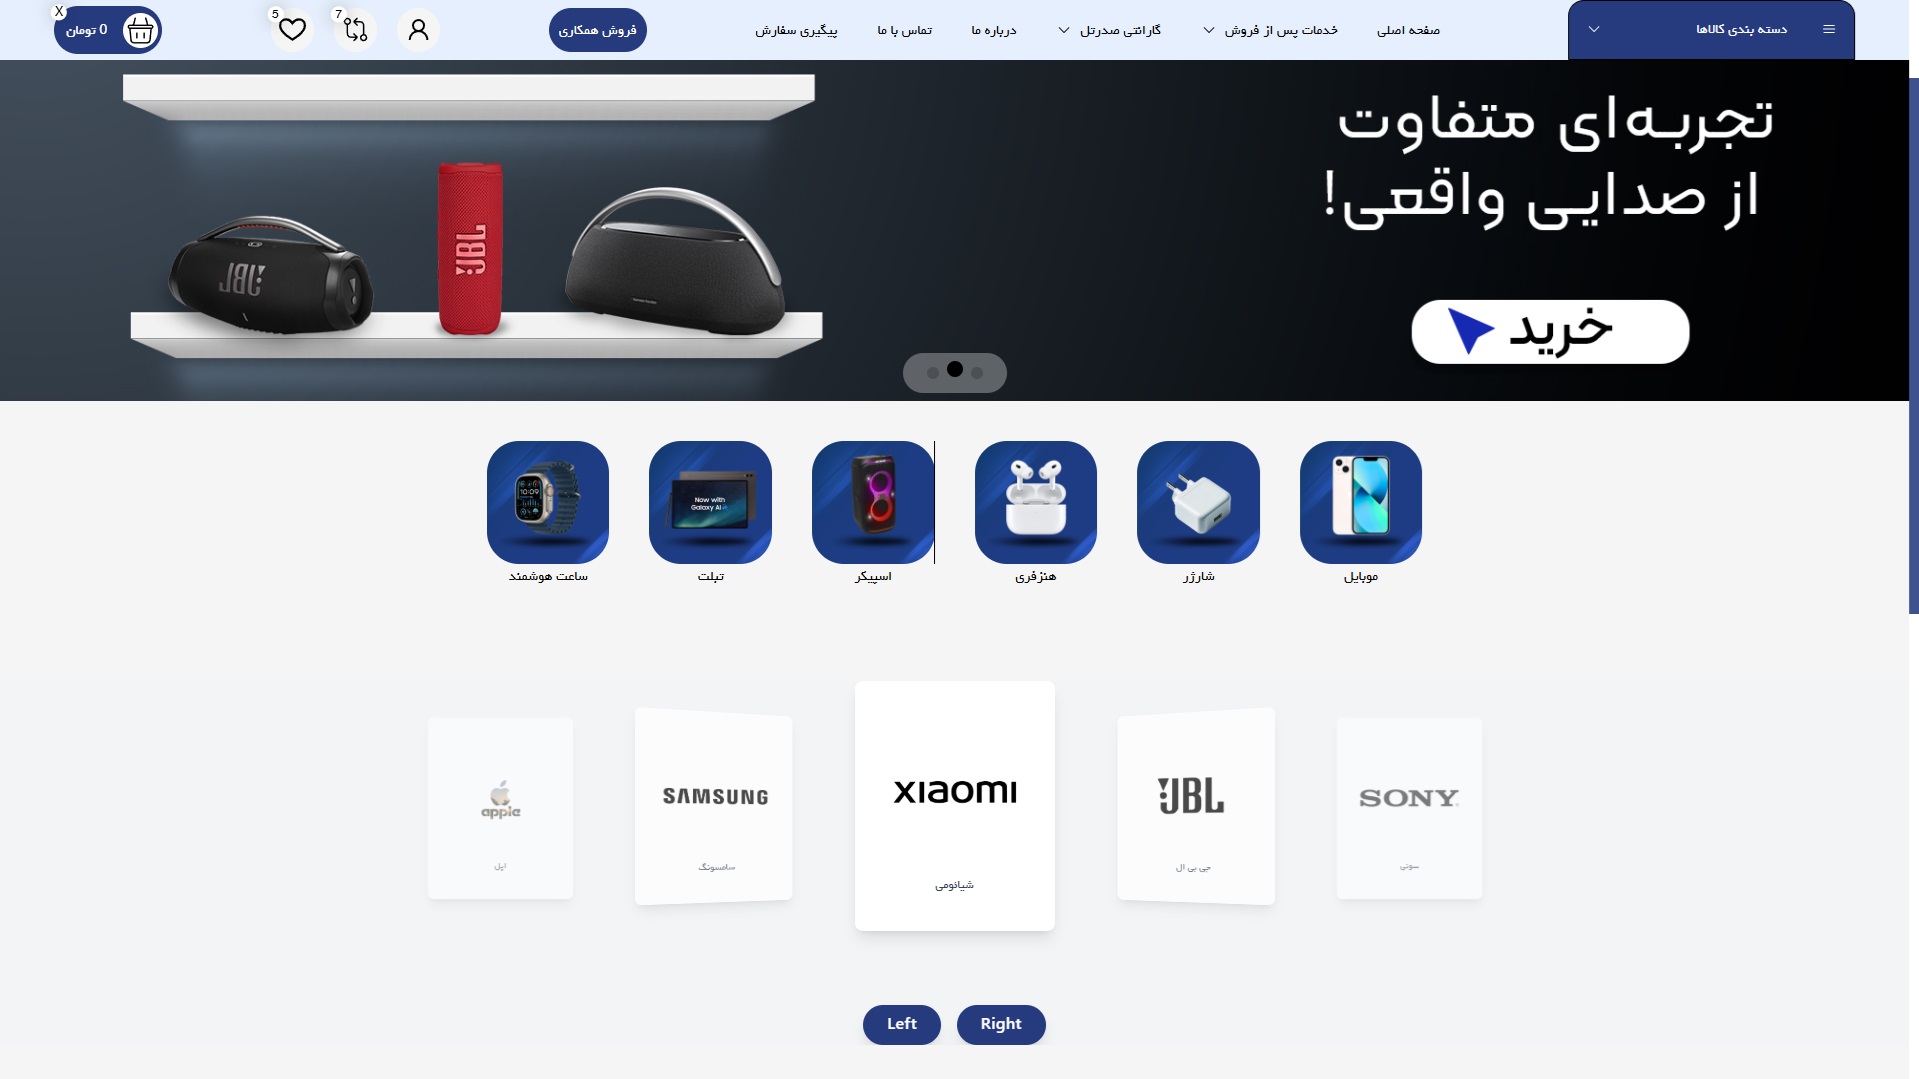 دسته بندی کالاها
صفحه اصلی
خدمات پس از فروش
گارانتی صدرتل
درباره ما
تماس با ما
پیگیری سفارش
فروش همکاری
7
5
0 تومان
X
تجربه‌ای متفاوت
از صدایی واقعی!
خرید
JBL
JBL
Now with
Galaxy AI
10:09
موبایل
شارژر
هنزفری
اسپیکر
تبلت
ساعت هوشمند
SONY
JBL
xiaomi
SAMSUNG
apple
سونی
جی بی ال
شیائومی
سامسونگ
اپل
Left
Right